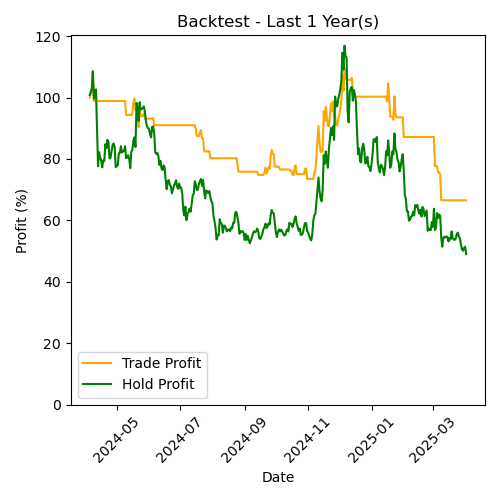 Backtest - Last 1 Year(s)
120
100
80
60
40
20
0
Profit (%)
Trade Profit
Hold Profit
2024-05
2024-07
2024-09
2024-11
2025-01
2025-03
Date